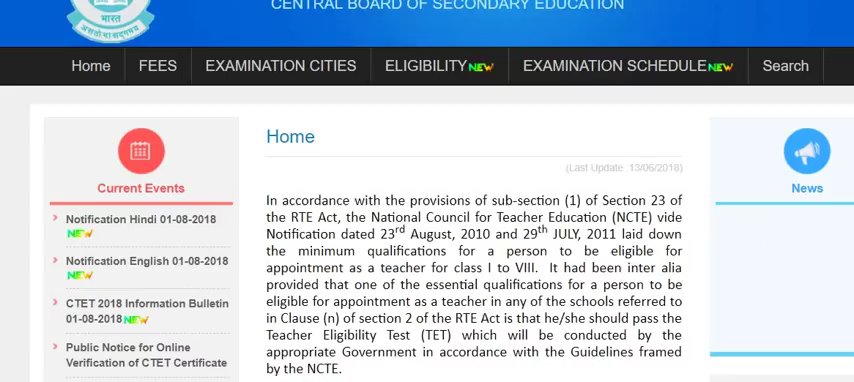 CENTRAL BOARD OF SECONDARY EDUCATION
भारत
असतो मा सद्गमय
Home
FEES
EXAMINATION CITIES
ELIGIBILITY NEW
EXAMINATION SCHEDULE NEW
Search
Current Events
Notification Hindi 01-08-2018
NEW
Notification English 01-08-2018
NEW
CTET 2018 Information Bulletin
01-08-2018 NEW
Public Notice for Online
Verification of CTET Certificate
Home
(Last Update :13/06/2018)
In accordance with the provisions of sub-section (1) of Section 23 of
the RTE Act, the National Council for Teacher Education (NCTE) vide
Notification dated 23rd August, 2010 and 29th JULY, 2011 laid down
the minimum qualifications for a person to be eligible for
appointment as a teacher for class I to VIII. It had been inter alia
provided that one of the essential qualifications for a person to be
eligible for appointment as a teacher in any of the schools referred to
in Clause (n) of section 2 of the RTE Act is that he/she should pass the
Teacher Eligibility Test (TET) which will be conducted by the
appropriate Government in accordance with the Guidelines framed
by the NCTE.
News